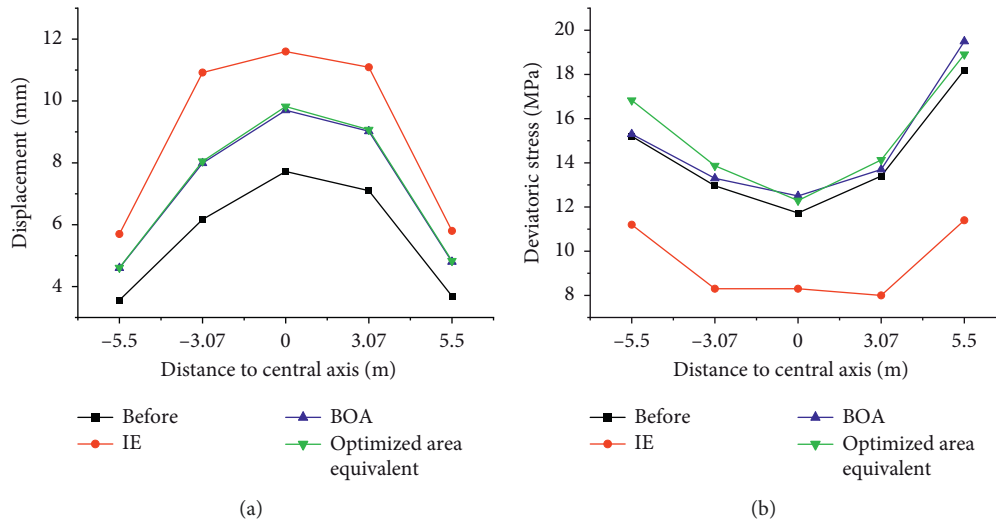 12
10
8
6
4
Displacement (mm)
−5.5 −3.07 0 3.07 5.5
Distance to central axis (m)
Before
IE
BOA
Optimized area
equivalent
(a)
20
18
16
14
12
10
8
Deviatoric stress (MPa)
−5.5 −3.07 0 3.07 5.5
Distance to central axis (m)
Before
IE
BOA
Optimized area
equivalent
(b)